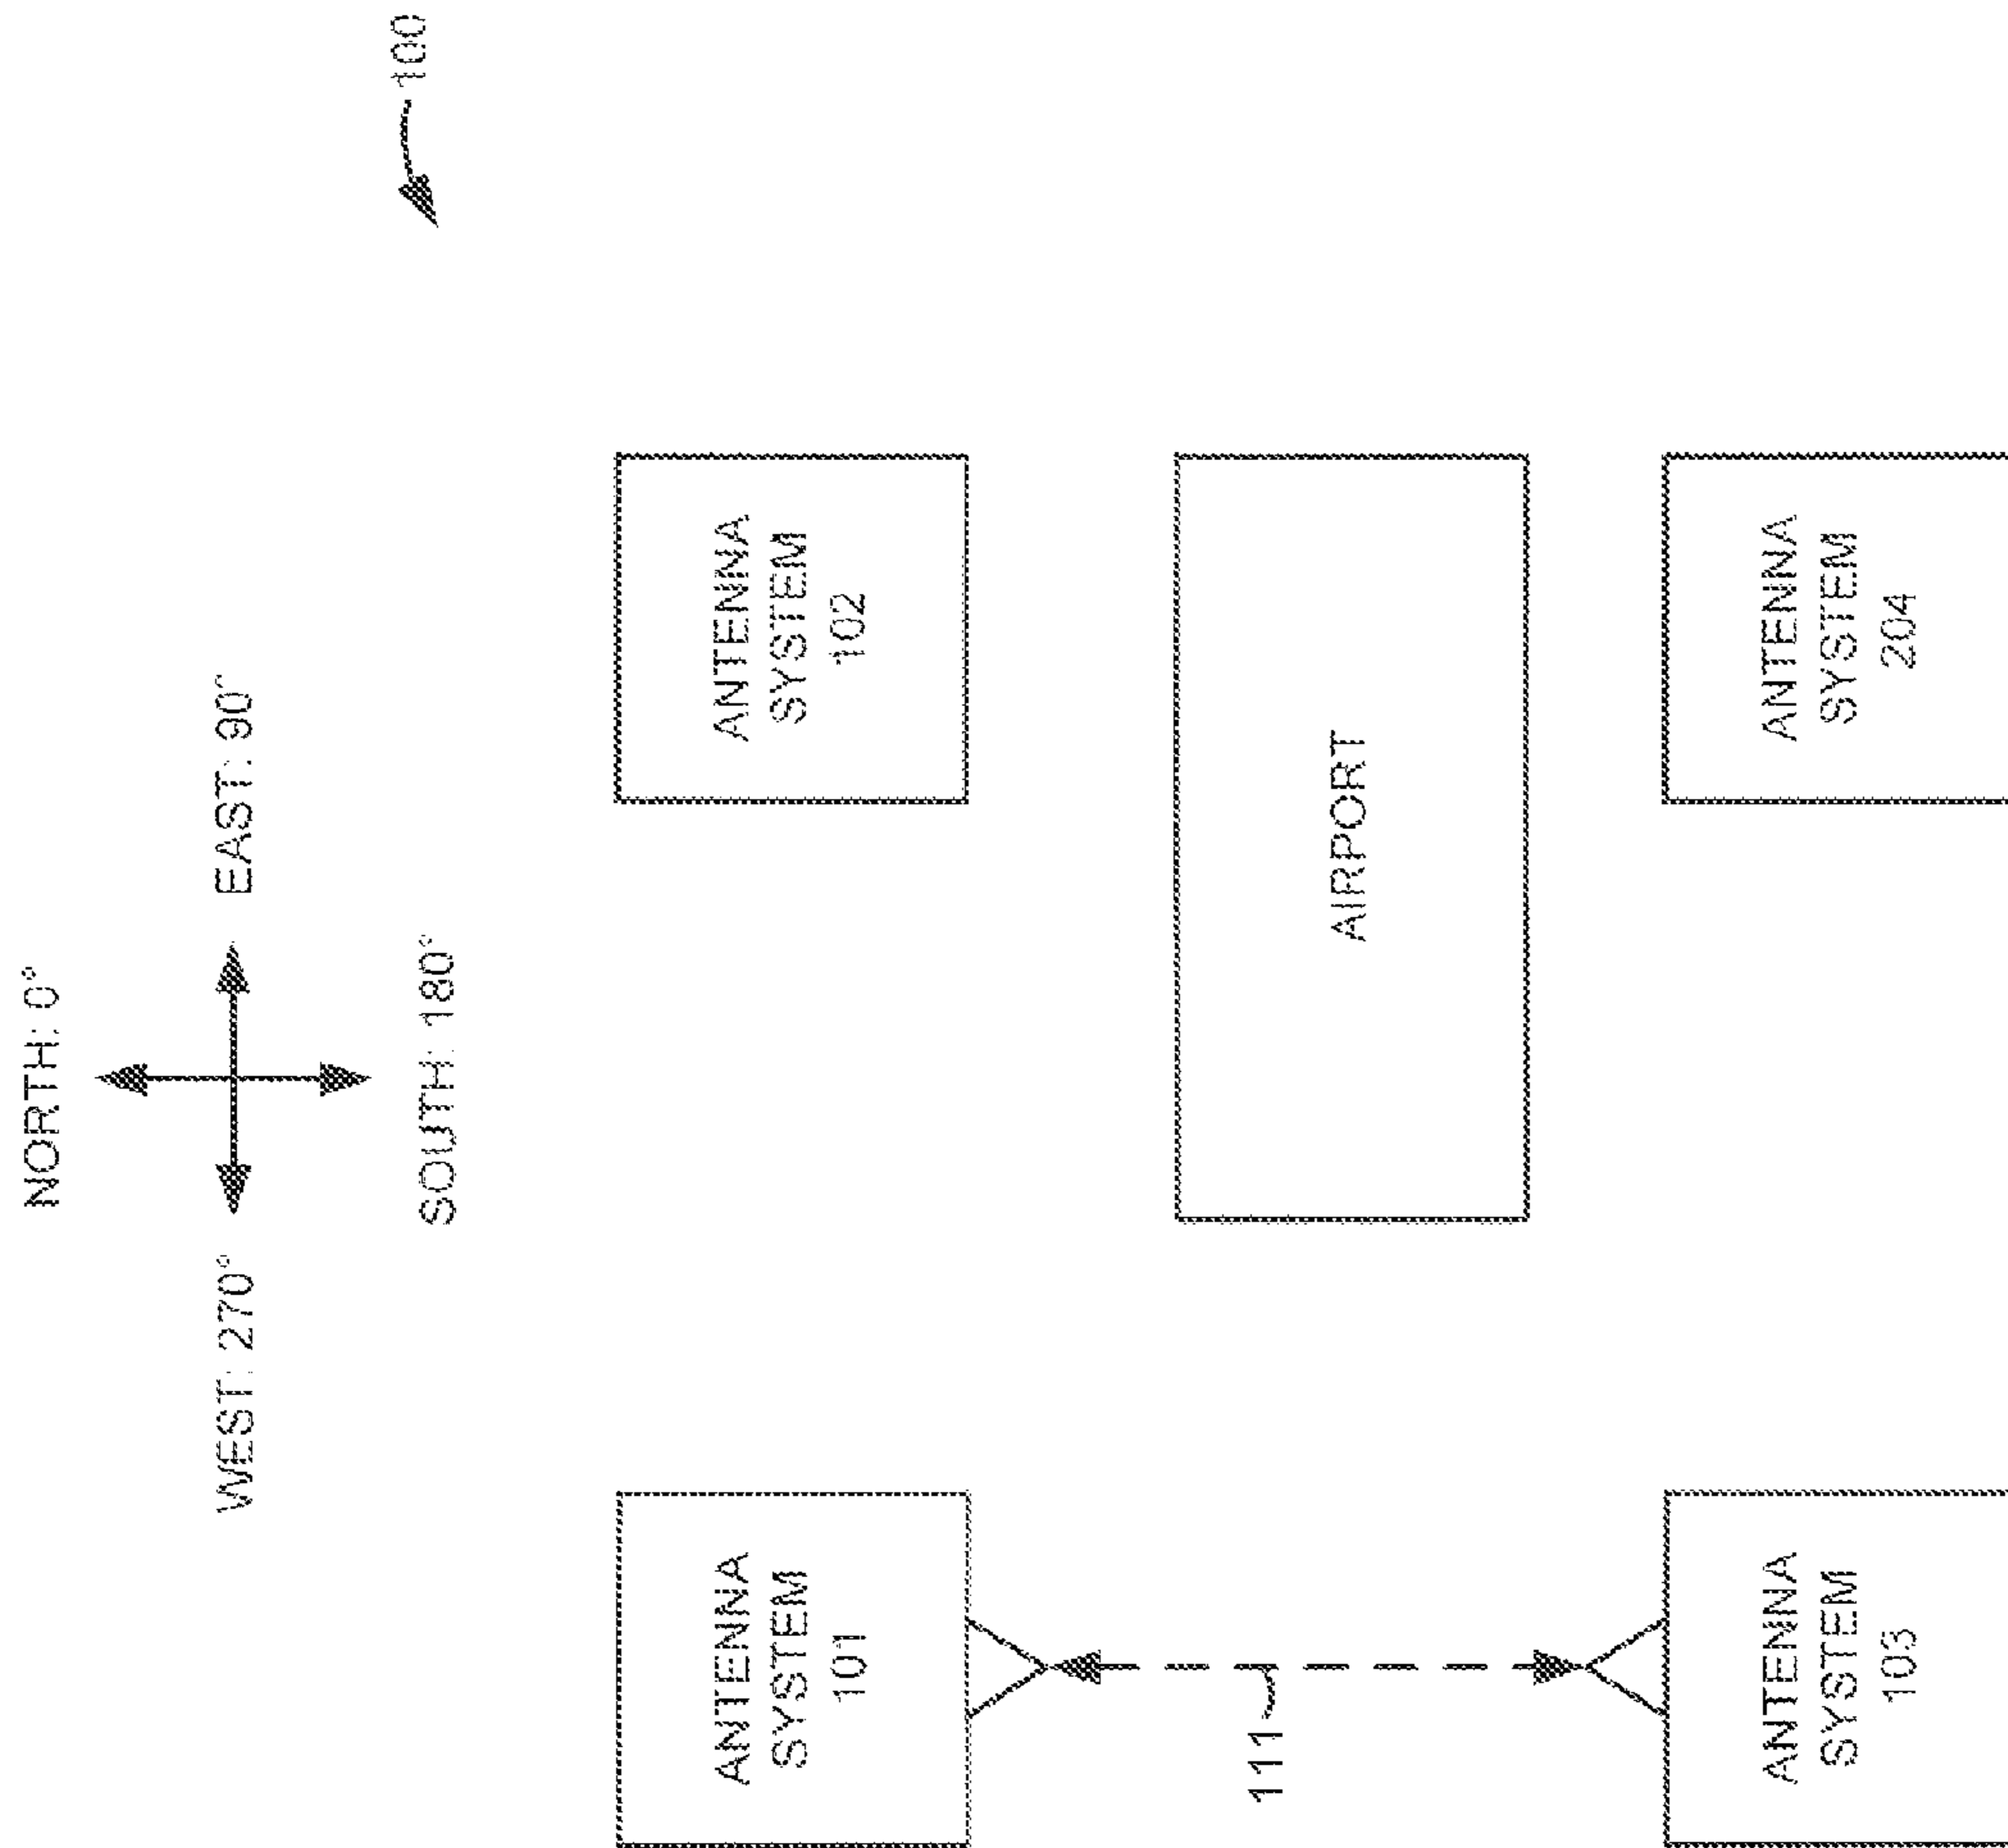 NORTH: 0°
WEST: 270°
EAST: 90°
SOUTH: 180°
100
ANTENNA
SYSTEM
101
ANTENNA
SYSTEM
102
111
AIRPORT
ANTENNA
SYSTEM
103
ANTENNA
SYSTEM
204